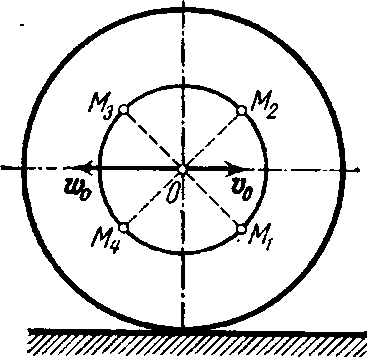 M₃ M₂
w₀ O v₀
M₄ M₁